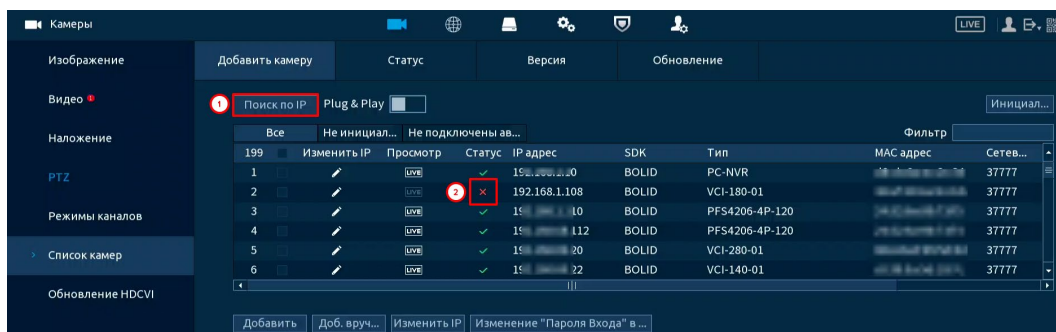 Камеры LIVE
Изображение
Видео
Наложение
PTZ
Режимы каналов
Список камер
Обновление HDCVI
Добавить камеру Статус Версия Обновление
1 Поиск по IP Plug & Play Инициал...
Все Не инициал... Не подключены ав... Фильтр
199 Изменить IP Просмотр Статус IP адрес SDK Тип MAC адрес Сетев...
1 LIVE BOLID PC-NVR 37777
2 LIVE 2 192.168.1.108 BOLID VCI-180-01 37777
3 LIVE BOLID PFS4206-4P-120 37777
4 LIVE 112 BOLID PFS4206-4P-120 37777
5 LIVE BOLID VCI-280-01 37777
6 LIVE BOLID VCI-140-01 37777
Добавить Доб. вруч... Изменить IP Изменение "Пароля Входа" в ...